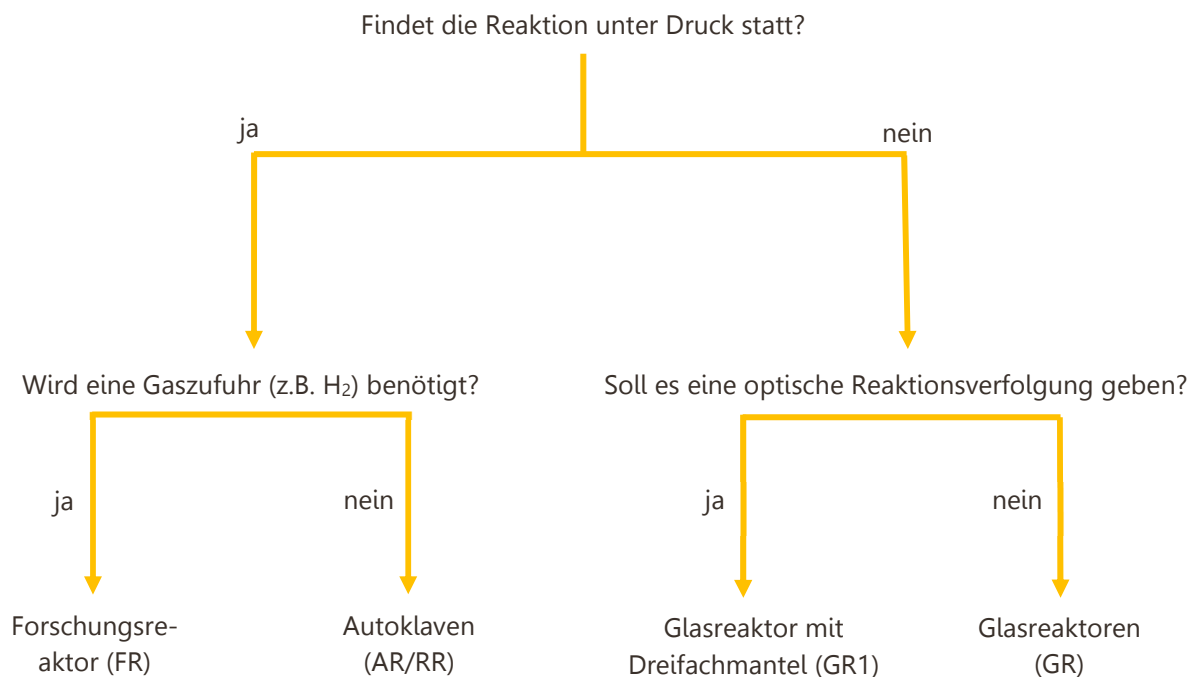 Findet die Reaktion unter Druck statt?
ja
nein
Wird eine Gaszufuhr (z.B. H₂) benötigt?
Soll es eine optische Reaktionsverfolgung geben?
ja
nein
ja
nein
Forschungsre-
aktor (FR)
Autoklaven
(AR/RR)
Glasreaktor mit
Dreifachmantel (GR1)
Glasreaktoren
(GR)